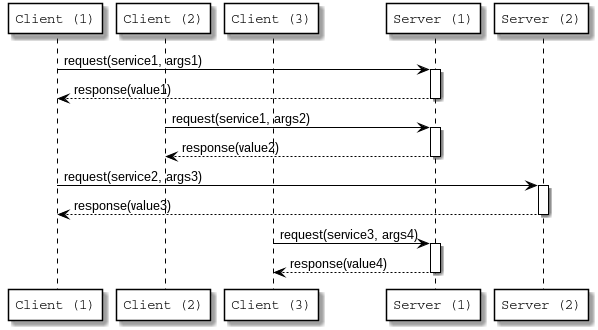 Client (1) Client (2) Client (3) Server (1) Server (2)
request(service1, args1)
response(value1)
request(service1, args2)
response(value2)
request(service2, args3)
response(value3)
request(service3, args4)
response(value4)
Client (1) Client (2) Client (3) Server (1) Server (2)